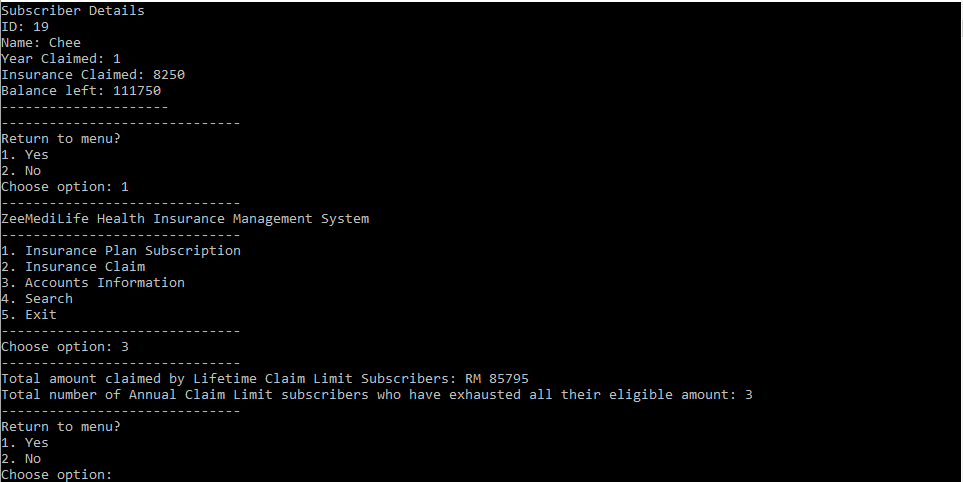 Subscriber Details
ID: 19
Name: Chee
Year Claimed: 1
Insurance Claimed: 8250
Balance left: 111750
---------------------
------------------------------
Return to menu?
1. Yes
2. No
Choose option: 1
------------------------------
ZeeMediLife Health Insurance Management System
------------------------------
1. Insurance Plan Subscription
2. Insurance Claim
3. Accounts Information
4. Search
5. Exit
------------------------------
Choose option: 3
------------------------------
Total amount claimed by Lifetime Claim Limit Subscribers: RM 85795
Total number of Annual Claim Limit subscribers who have exhausted all their eligible amount: 3
------------------------------
Return to menu?
1. Yes
2. No
Choose option: